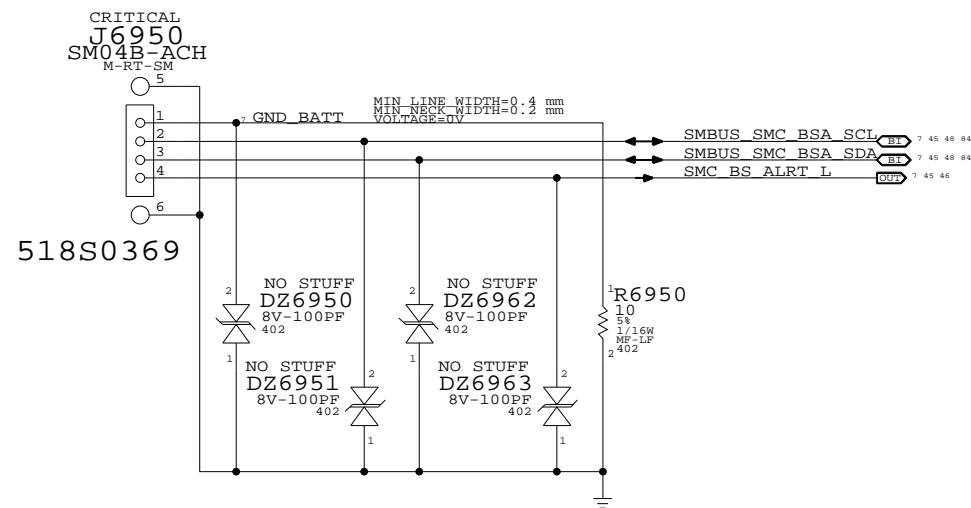 CRITICAL
J6950
SM04B-ACH
M-RT-SM
5
1
2
3
4
6
518S0369
7 GND_BATT
MIN_LINE_WIDTH=0.4 mm
MIN_NECK_WIDTH=0.2 mm
VOLTAGE=0V
SMBUS_SMC_BSA_SCL BI 7 45 48 84
SMBUS_SMC_BSA_SDA BI 7 45 48 84
SMC_BS_ALRT_L OUT 7 45 46
2
NO STUFF
DZ6950
8V-100PF
402
1
2
NO STUFF
DZ6962
8V-100PF
402
1
1
R6950
10
5%
1/16W
MF-LF
402
2
NO STUFF
DZ6951
8V-100PF
402
2
1
NO STUFF
DZ6963
8V-100PF
402
2
1